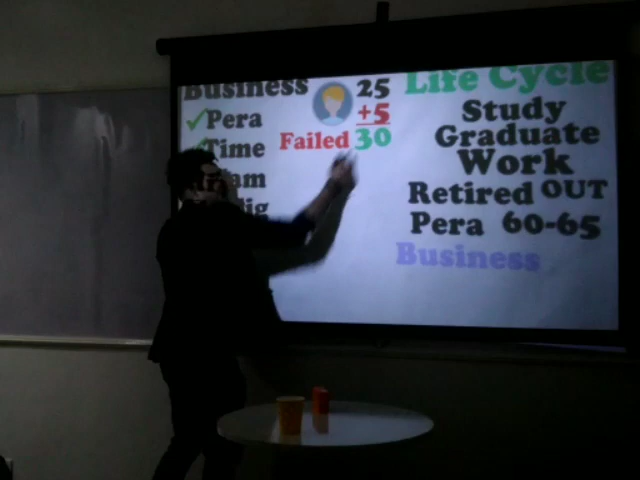 Business
Pera
Time
25
+5
Failed 30
Life Cycle
Study
Graduate
Work
Retired OUT
Pera 60-65
Business